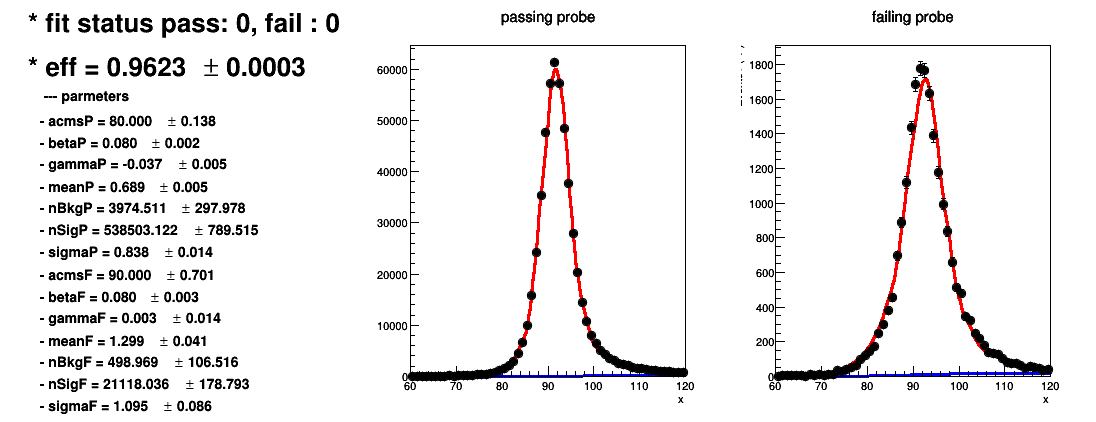 * fit status pass: 0, fail : 0
* eff = 0.9623 ± 0.0003
--- parmeters
- acmsP = 80.000 ± 0.138
- betaP = 0.080 ± 0.002
- gammaP = -0.037 ± 0.005
- meanP = 0.689 ± 0.005
- nBkgP = 3974.511 ± 297.978
- nSigP = 538503.122 ± 789.515
- sigmaP = 0.838 ± 0.014
- acmsF = 90.000 ± 0.701
- betaF = 0.080 ± 0.003
- gammaF = 0.003 ± 0.014
- meanF = 1.299 ± 0.041
- nBkgF = 498.969 ± 106.516
- nSigF = 21118.036 ± 178.793
- sigmaF = 1.095 ± 0.086
passing probe
60000
50000
40000
30000
20000
10000
0
60 70 80 90 100 110 120
x
failing probe
1800
1600
1400
1200
1000
800
600
400
200
0
60 70 80 90 100 110 120
x